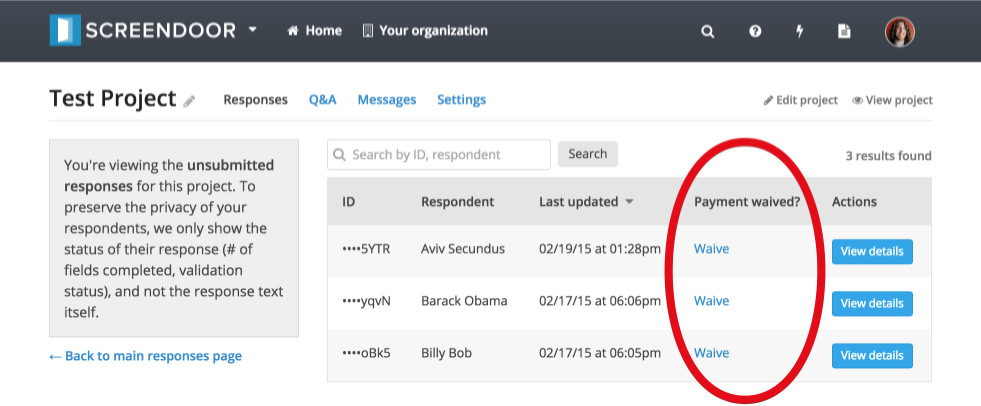 SCREENDOOR Home Your organization
Test Project Responses Q&A Messages Settings Edit project View project
You're viewing the unsubmitted
responses for this project. To
preserve the privacy of your
respondents, we only show the
status of their response (# of
fields completed, validation
status), and not the response text
itself.
← Back to main responses page
Search by ID, respondent Search 3 results found
ID Respondent Last updated Payment waived? Actions
••••5YTR Aviv Secundus 02/19/15 at 01:28pm Waive View details
••••yqvN Barack Obama 02/17/15 at 06:06pm Waive View details
••••oBk5 Billy Bob 02/17/15 at 06:05pm Waive View details